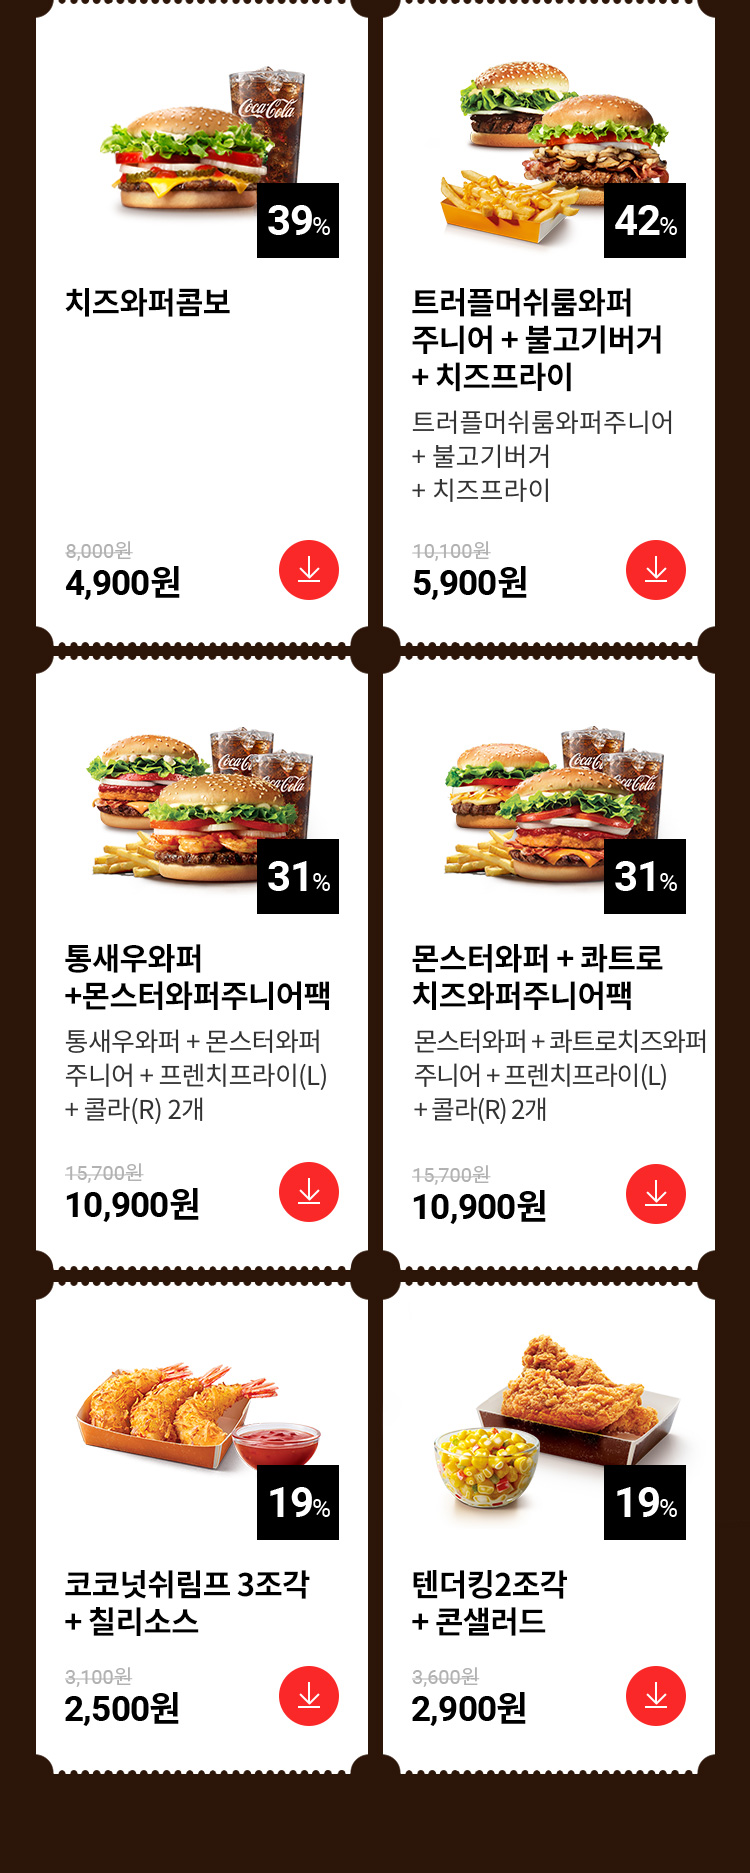 Coca-Cola
39%
42%
치즈와퍼콤보
8,000원
4,900원
트러플머쉬룸와퍼
주니어 + 불고기버거
+ 치즈프라이
트러플머쉬룸와퍼주니어
+ 불고기버거
+ 치즈프라이
10,100원
5,900원
Coca-Cola
31%
Coca-Cola
31%
통새우와퍼
+몬스터와퍼주니어팩
통새우와퍼 + 몬스터와퍼
주니어 + 프렌치프라이(L)
+ 콜라(R) 2개
15,700원
10,900원
몬스터와퍼 + 콰트로
치즈와퍼주니어팩
몬스터와퍼 + 콰트로치즈와퍼
주니어 + 프렌치프라이(L)
+ 콜라(R) 2개
15,700원
10,900원
19%
19%
코코넛쉬림프 3조각
+ 칠리소스
3,100원
2,500원
텐더킹2조각
+ 콘샐러드
3,600원
2,900원